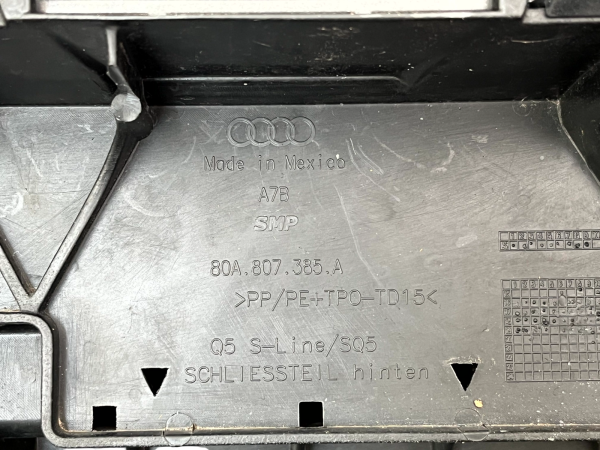 Made in Mexico
A7B
SMP
80A.807.385.A
>PP/PE+TPO-TD15<
Q5 S-Line/SQ5
SCHLIESSTEIL hinten